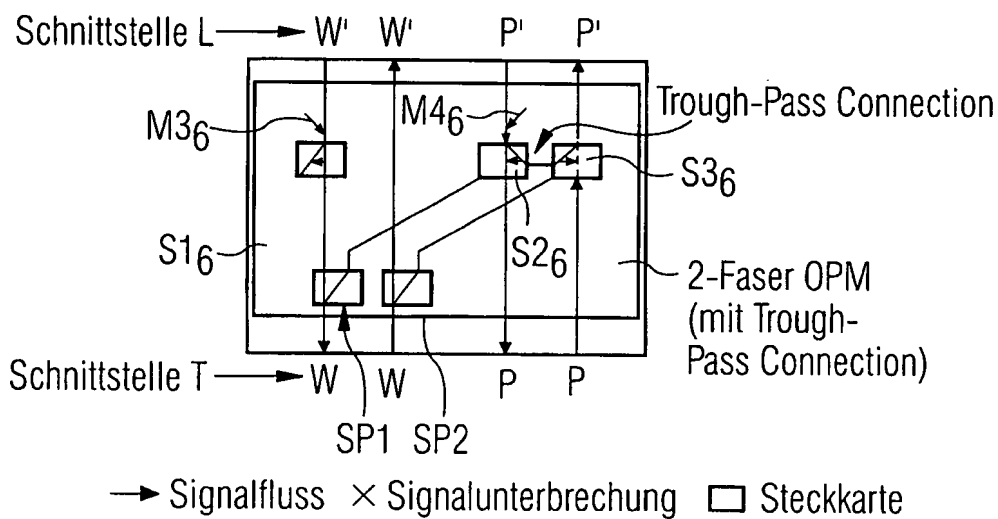 Schnittstelle L W' W' P' P'
M3₆ M4₆ Trough-Pass Connection
S3₆
S1₆ S2₆
2-Faser OPM
(mit Trough-
Pass Connection)
Schnittstelle T W W P P
SP1 SP2
Signalfluss Signalunterbrechung Steckkarte